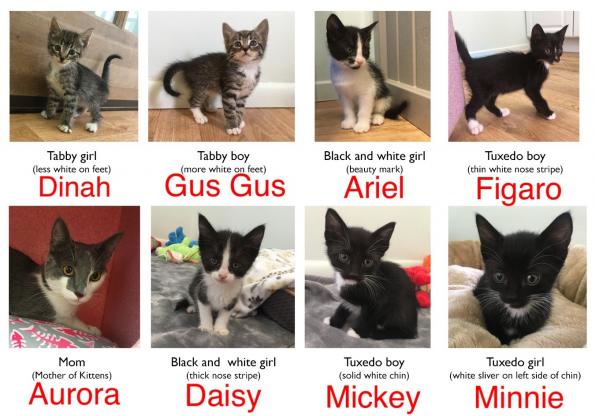 Tabby girl
(less white on feet)
Dinah
Tabby boy
(more white on feet)
Gus Gus
Black and white girl
(beauty mark)
Ariel
Tuxedo boy
(thin white nose stripe)
Figaro
Mom
(Mother of Kittens)
Aurora
Black and  white girl
(thick nose stripe)
Daisy
Tuxedo boy
(solid white chin)
Mickey
Tuxedo girl
(white sliver on left side of chin)
Minnie